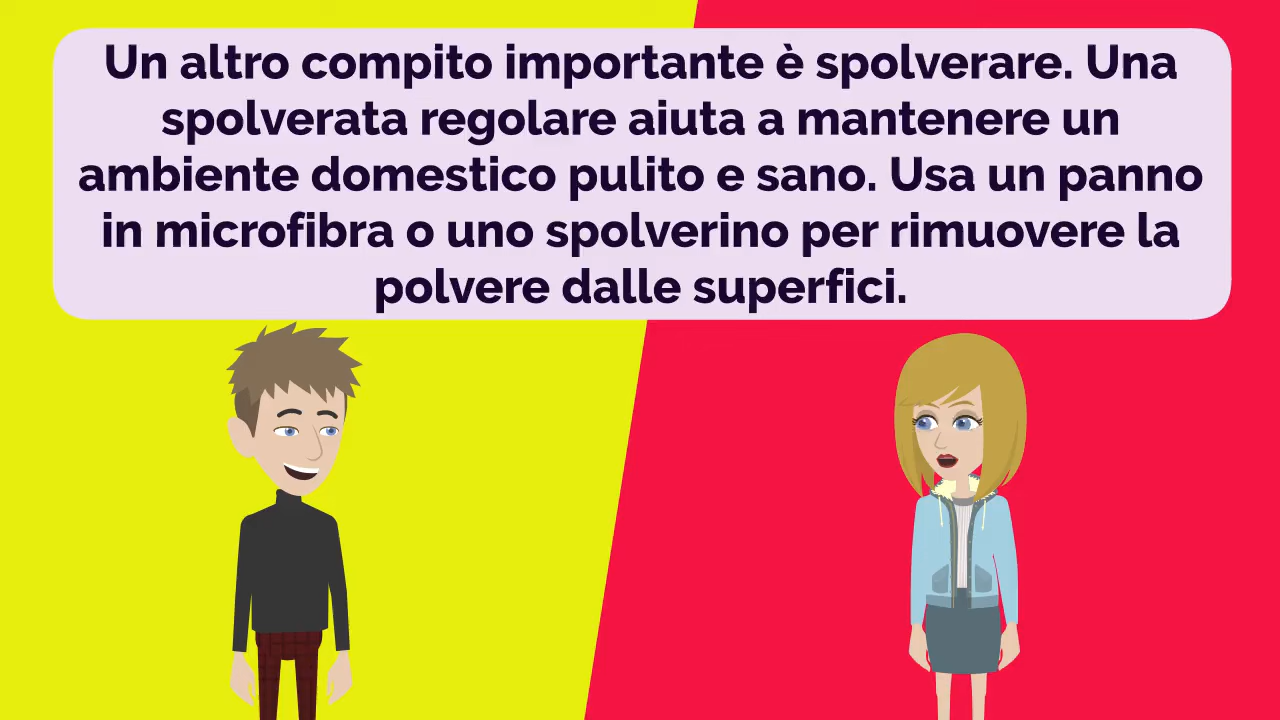 Un altro compito importante è spolverare. Una
spolverata regolare aiuta a mantenere un
ambiente domestico pulito e sano. Usa un panno
in microfibra o uno spolverino per rimuovere la
polvere dalle superfici.